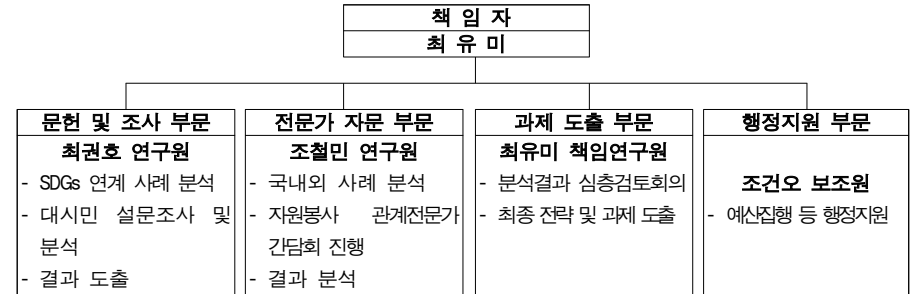 책 임 자
최 유 미
문헌 및 조사 부문
최권호 연구원
- SDGs 연계 사례 분석
- 대시민 설문조사 및
분석
- 결과 도출
전문가 자문 부문
조철민 연구원
- 국내외 사례 분석
- 자원봉사 관계전문가
간담회 진행
- 결과 분석
과제 도출 부문
최유미 책임연구원
- 분석결과 심층검토회의
- 최종 전략 및 과제 도출
행정지원 부문
조건오 보조원
- 예산집행 등 행정지원